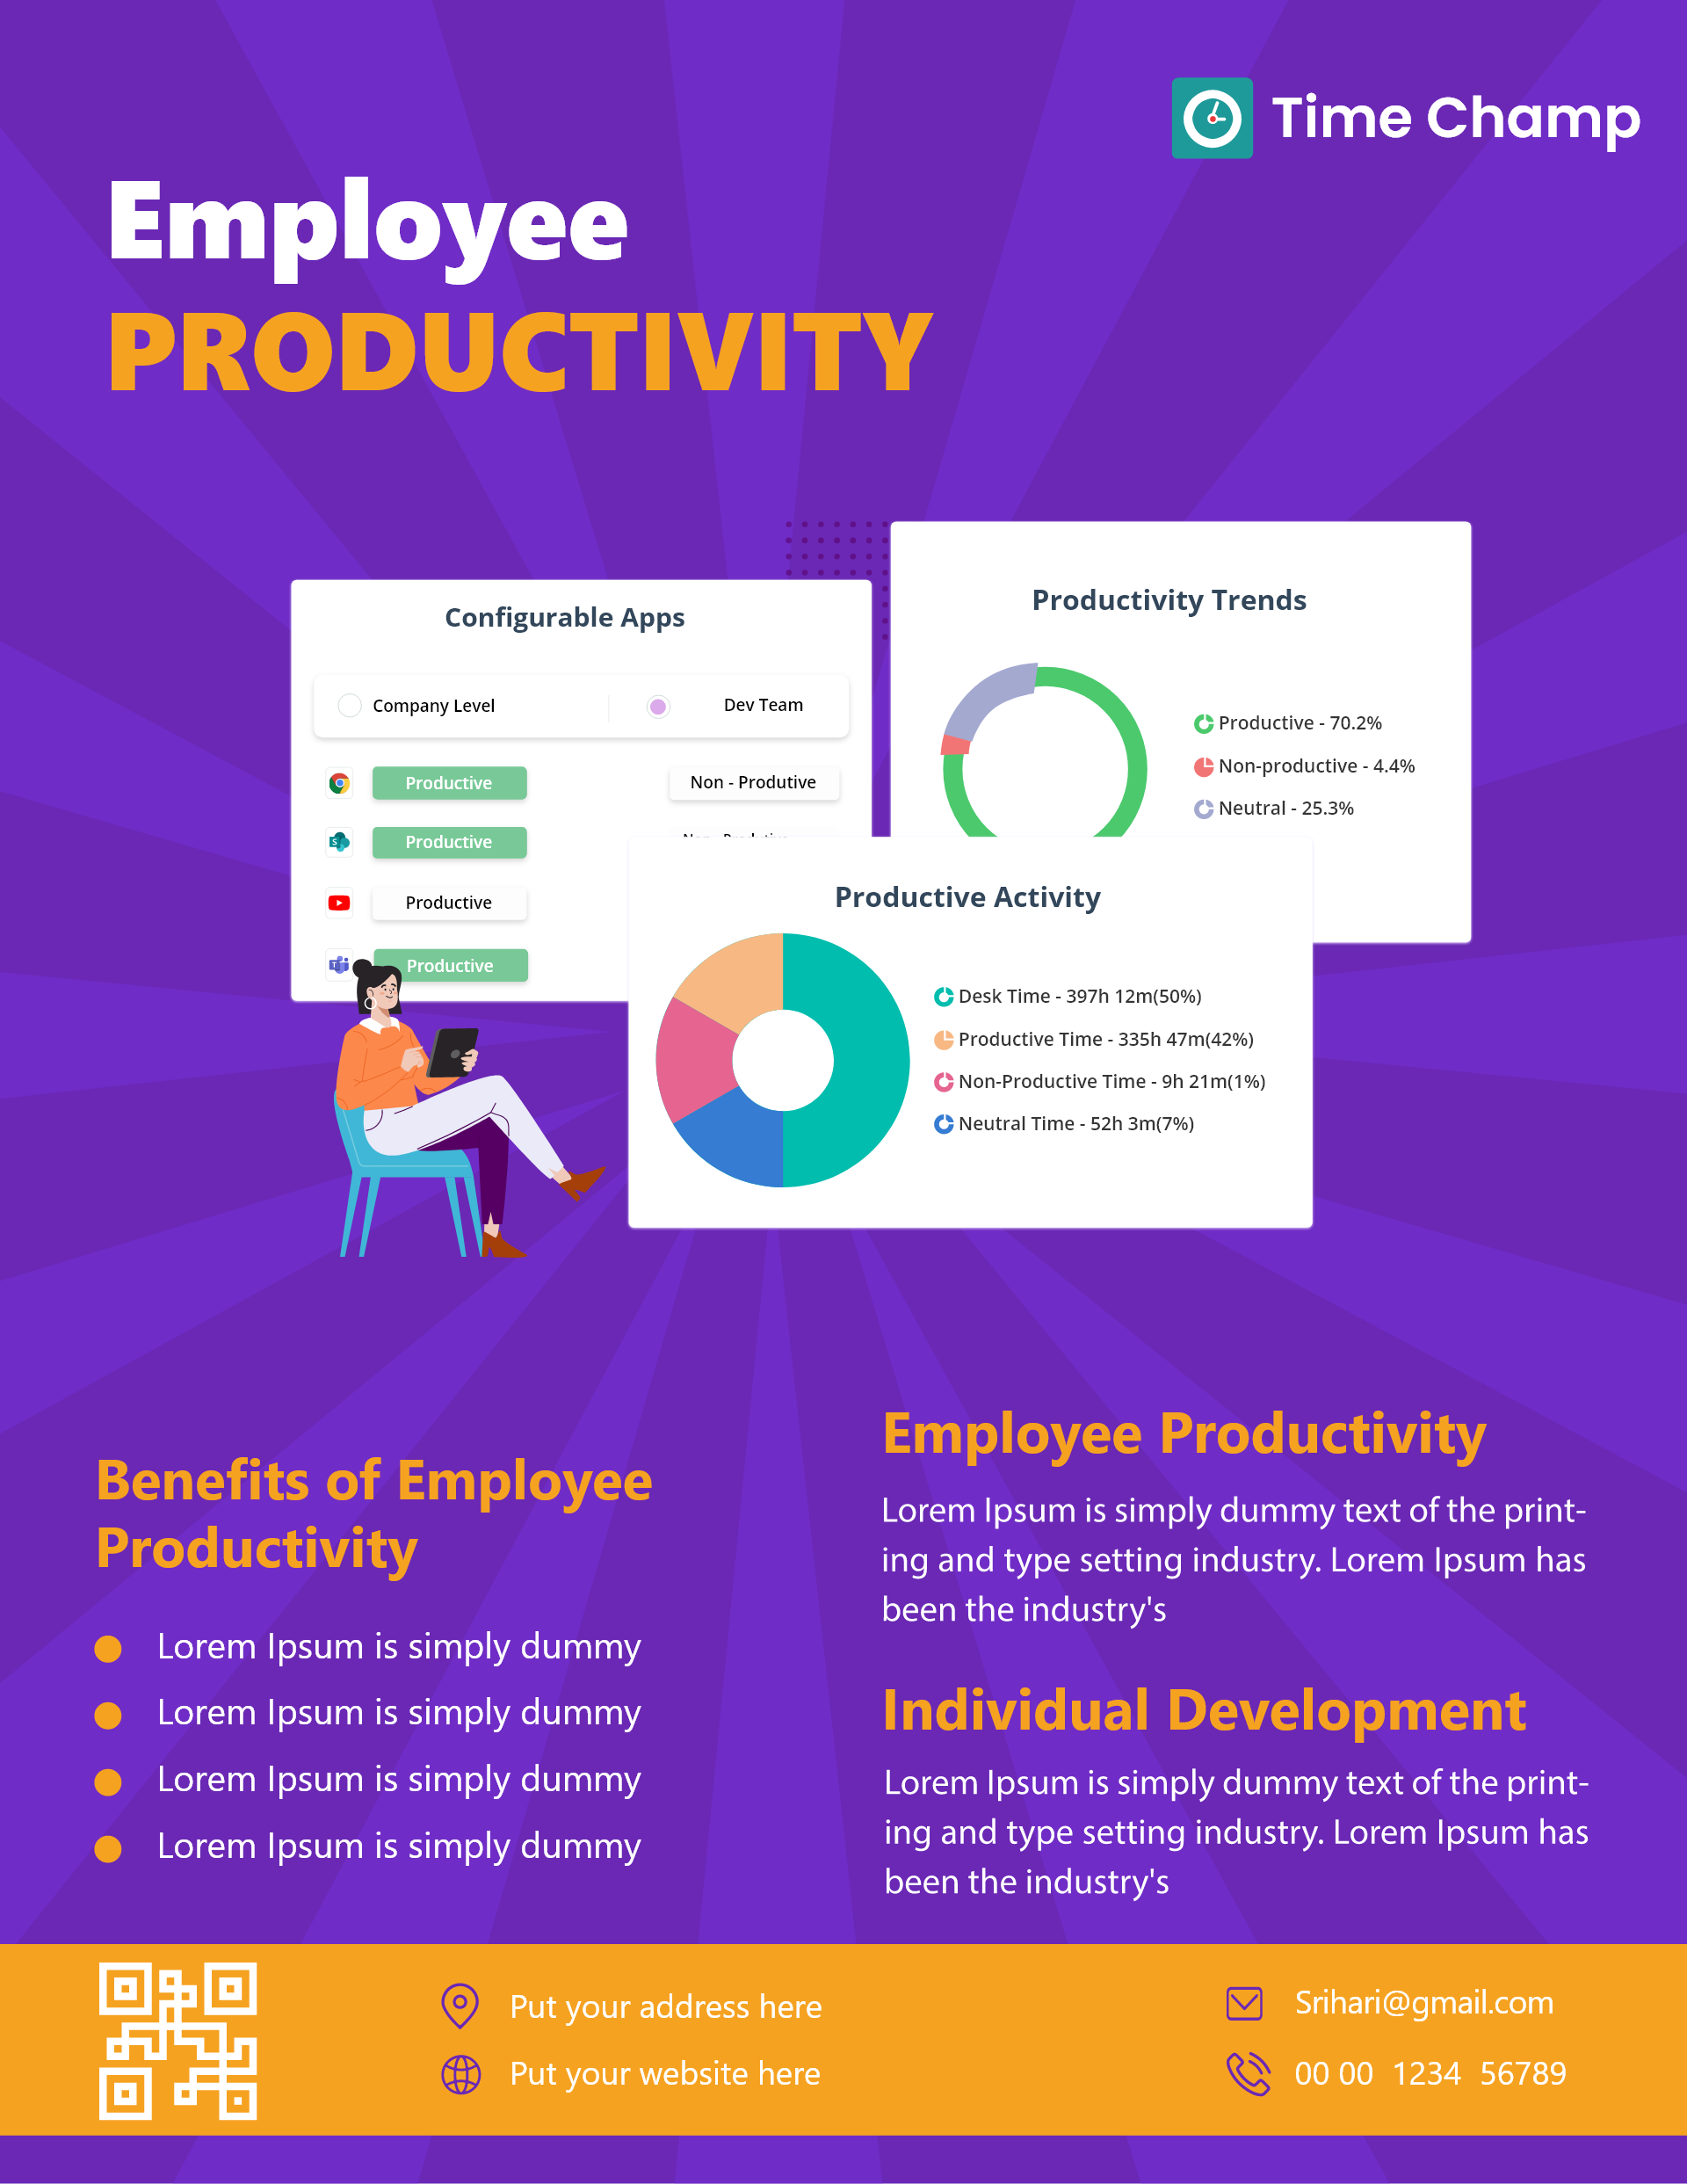 Time Champ
Employee
PRODUCTIVITY
Configurable Apps
Company Level
Dev Team
Productive
Non - Produtive
Productive
Non - Produtive
Productive
Productive
Productivity Trends
Productive - 70.2%
Non-productive - 4.4%
Neutral - 25.3%
Productive Activity
Desk Time - 397h 12m(50%)
Productive Time - 335h 47m(42%)
Non-Productive Time - 9h 21m(1%)
Neutral Time - 52h 3m(7%)
Benefits of Employee
Productivity
Lorem Ipsum is simply dummy
Lorem Ipsum is simply dummy
Lorem Ipsum is simply dummy
Lorem Ipsum is simply dummy
Employee Productivity
Lorem Ipsum is simply dummy text of the print-
ing and type setting industry. Lorem Ipsum has
been the industry's
Individual Development
Lorem Ipsum is simply dummy text of the print-
ing and type setting industry. Lorem Ipsum has
been the industry's
Put your address here
Put your website here
Srihari@gmail.com
00 00 1234 56789